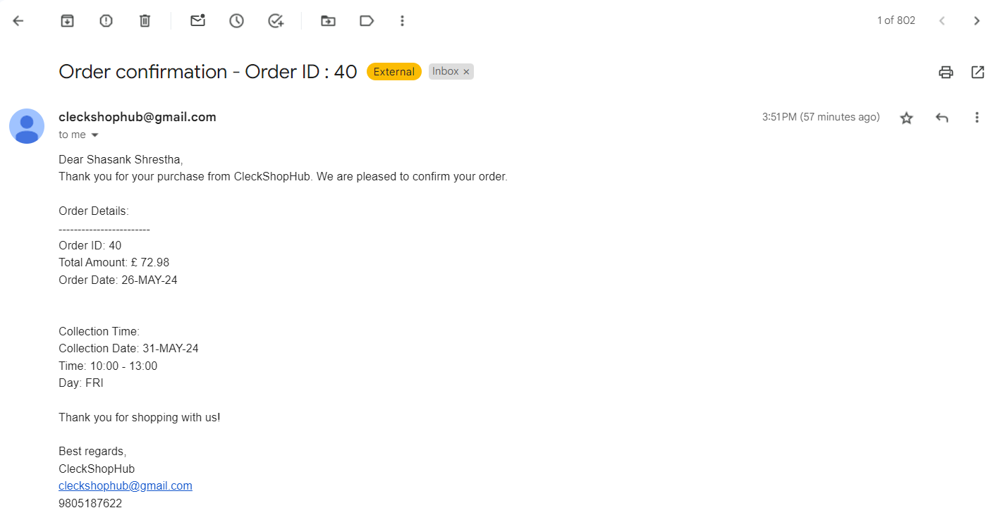 1 of 802
Order confirmation - Order ID : 40 External Inbox ×
cleckshophub@gmail.com 3:51 PM (57 minutes ago)
to me
Dear Shasank Shrestha,
Thank you for your purchase from CleckShopHub. We are pleased to confirm your order.
Order Details:
------------------------
Order ID: 40
Total Amount: £ 72.98
Order Date: 26-MAY-24
Collection Time:
Collection Date: 31-MAY-24
Time: 10:00 - 13:00
Day: FRI
Thank you for shopping with us!
Best regards,
CleckShopHub
cleckshophub@gmail.com
9805187622